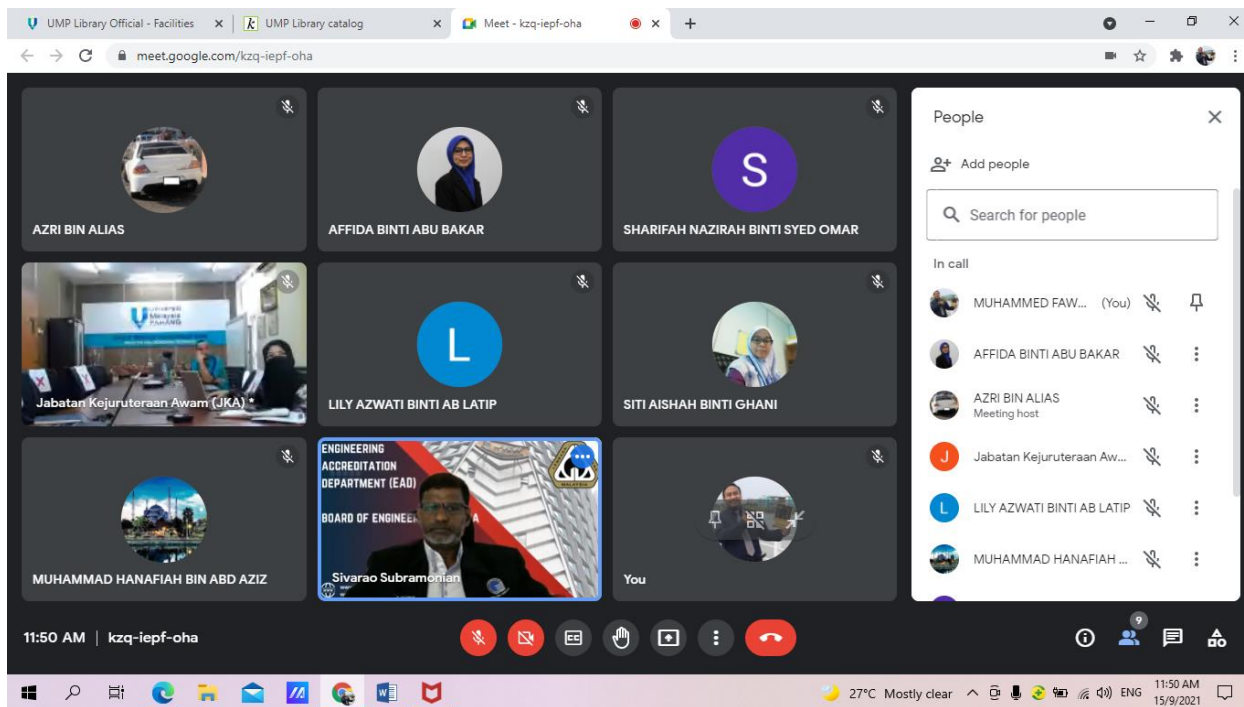 UMP Library Official - Facilities
UMP Library catalog
Meet - kzq-iepf-oha
meet.google.com/kzq-iepf-oha
AZRI BIN ALIAS
AFFIDA BINTI ABU BAKAR
S
SHARIFAH NAZIRAH BINTI SYED OMAR
Universiti
Malaysia
PAHANG
Jabatan Kejuruteraan Awam (JKA) *
L
LILY AZWATI BINTI AB LATIP
SITI AISHAH BINTI GHANI
MUHAMMAD HANAFIAH BIN ABD AZIZ
ENGINEERING
ACCREDITATION
DEPARTMENT (EAD)
BOARD OF
MALAYSIA
Sivarao Subramonian
You
People
Add people
Search for people
In call
MUHAMMED FAW... (You)
AFFIDA BINTI ABU BAKAR
AZRI BIN ALIAS
Meeting host
J
Jabatan Kejuruteraan Aw...
L
LILY AZWATI BINTI AB LATIP
MUHAMMAD HANAFIAH ...
11:50 AM | kzq-iepf-oha
CC
9
27°C Mostly clear
ENG
11:50 AM
15/9/2021